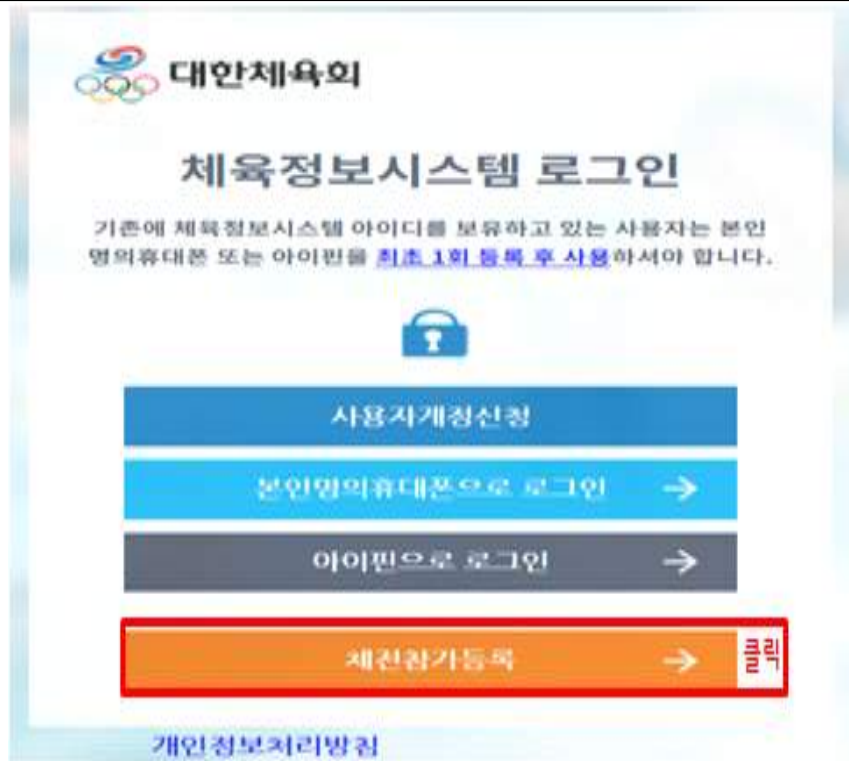 대한체육회
체육정보시스템 로그인
기존에 체육정보시스템 아이디를 보유하고 있는 사용자는 본인
명의휴대폰 또는 아이핀을 최초 1회 등록 후 사용하셔야 합니다.
사용자계정신청
본인명의휴대폰으로 로그인
아이핀으로 로그인
체전참가등록
클릭
개인정보처리방침